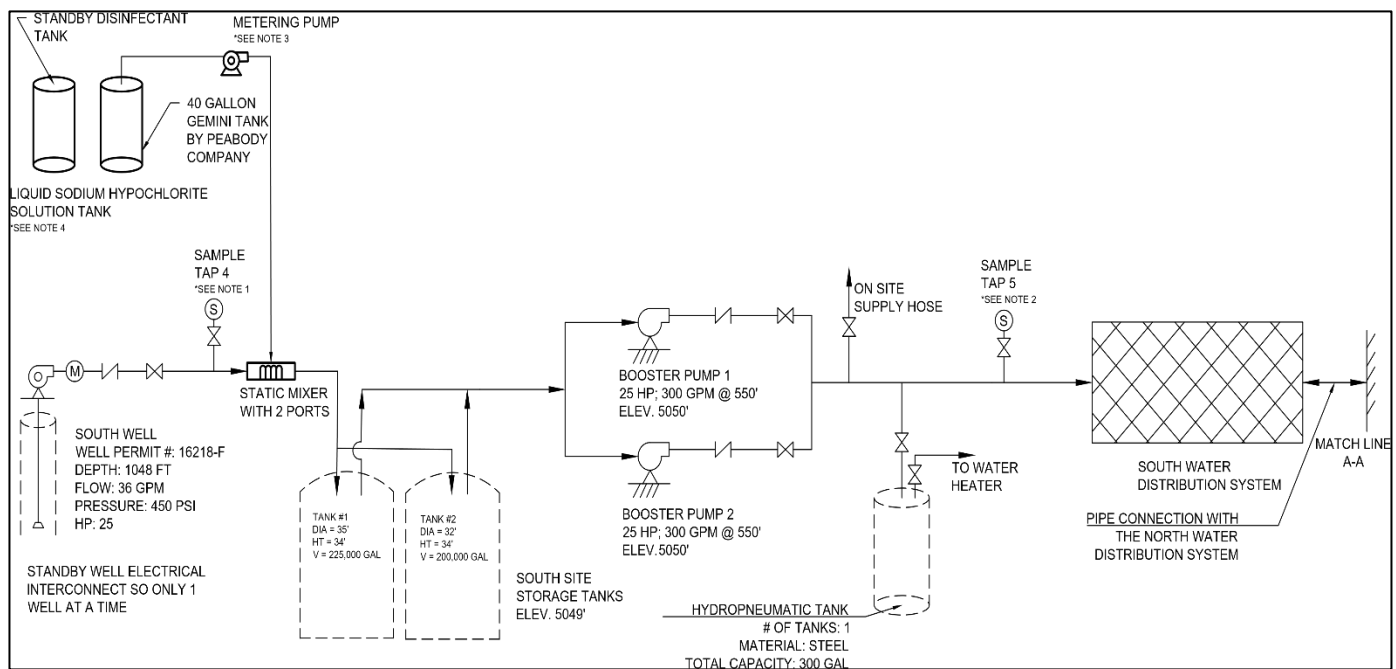 STANDBY DISINFECTANT
TANK
METERING PUMP
*SEE NOTE 3
40 GALLON
GEMINI TANK
BY PEABODY
COMPANY
LIQUID SODIUM HYPOCHLORITE
SOLUTION TANK
*SEE NOTE 4
SAMPLE
TAP 4
*SEE NOTE 1
S
M
STATIC MIXER
WITH 2 PORTS
SOUTH WELL
WELL PERMIT #: 16218-F
DEPTH: 1048 FT
FLOW: 36 GPM
PRESSURE: 450 PSI
HP: 25
STANDBY WELL ELECTRICAL
INTERCONNECT SO ONLY 1
WELL AT A TIME
TANK #1
DIA = 35'
HT = 34'
V = 225,000 GAL
TANK #2
DIA = 32'
HT = 34'
V = 200,000 GAL
SOUTH SITE
STORAGE TANKS
ELEV. 5049'
BOOSTER PUMP 1
25 HP; 300 GPM @ 550'
ELEV. 5050'
BOOSTER PUMP 2
25 HP; 300 GPM @ 550'
ELEV.5050'
ON SITE
SUPPLY HOSE
SAMPLE
TAP 5
*SEE NOTE 2
S
TO WATER
HEATER
HYDROPNEUMATIC TANK
# OF TANKS: 1
MATERIAL: STEEL
TOTAL CAPACITY: 300 GAL
SOUTH WATER
DISTRIBUTION SYSTEM
MATCH LINE
A-A
PIPE CONNECTION WITH
THE NORTH WATER
DISTRIBUTION SYSTEM